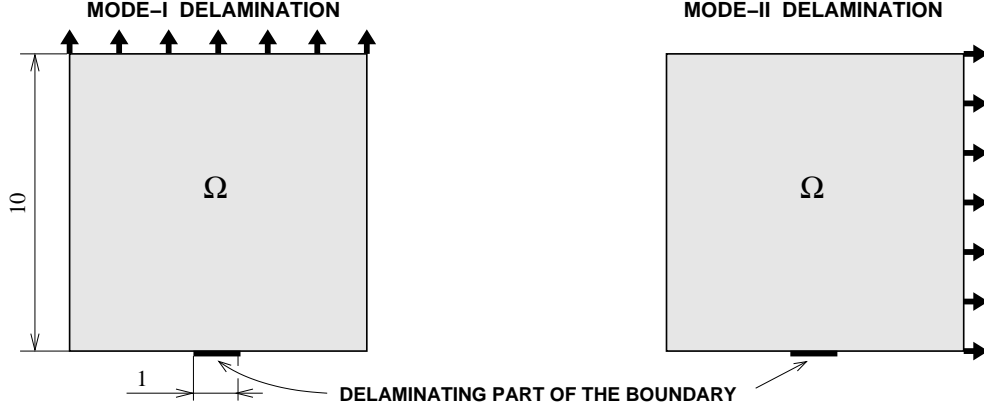 MODE–I DELAMINATION
MODE–II DELAMINATION
Ω
Ω
10
1
DELAMINATING PART OF THE BOUNDARY